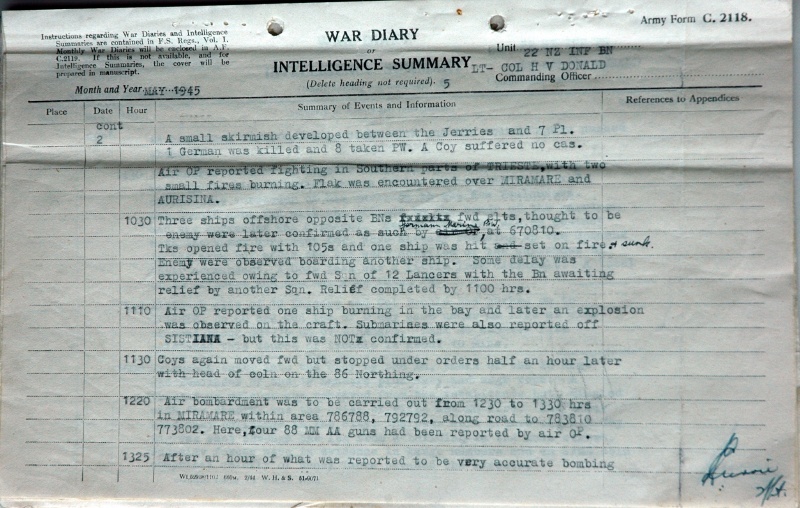 Army Form C. 2118.
WAR DIARY
or
INTELLIGENCE SUMMARY
(Delete heading not required). 5
Instructions regarding War Diaries and Intelligence
Summaries are contained in F.S. Regs., Vol. I.
Monthly War Diaries will be enclosed in A.F.
C.2119. If this is not available, and for
Intelligence Summaries, the cover will be
prepared in manuscript.
Month and Year MAY 1945
Unit 22 NZ INF BN
LT- COL H V DONALD
Commanding Officer
Place Date Hour Summary of Events and Information References to Appendices
cont
2 A small skirmish developed between the Jerries and 7 Pl.
1 German was killed and 8 taken PW. A Coy suffered no cas.
Air OP reported fighting in Southern parts of TRIESTE,with two
small fires burning. Flak was encountered over MIRAMARE and
AURISINA.
1030 Three ships offshore opposite BNs fwd elts,thought to be
enemy were later confirmed as such by German Marine PW, at 670810.
Tks opened fire with 105s and one ship was hit and set on fire & sunk.
Enemy were observed boarding another ship. Some delay was
experienced owing to fwd Sqn of 12 Lancers with the Bn awaiting
relief by another Sqn. Relief completed by 1100 hrs.
1110 Air OP reported one ship burning in the bay and later an explosion
was observed on the craft. Submarines were also reported off
SISTIANA - but this was NOTx confirmed.
1130 Coys again moved fwd but stopped under orders half an hour later
with head of coln on the 86 Northing.
1220 Air bombardment was to be carried out from 1230 to 1330 hrs
in MIRAMARE within area 786788, 792792, along road to 783810
773802. Here,four 88 MM AA guns had been reported by air OP.
1325 After an hour of what was reported to be very accurate bombing
W. H. & S.